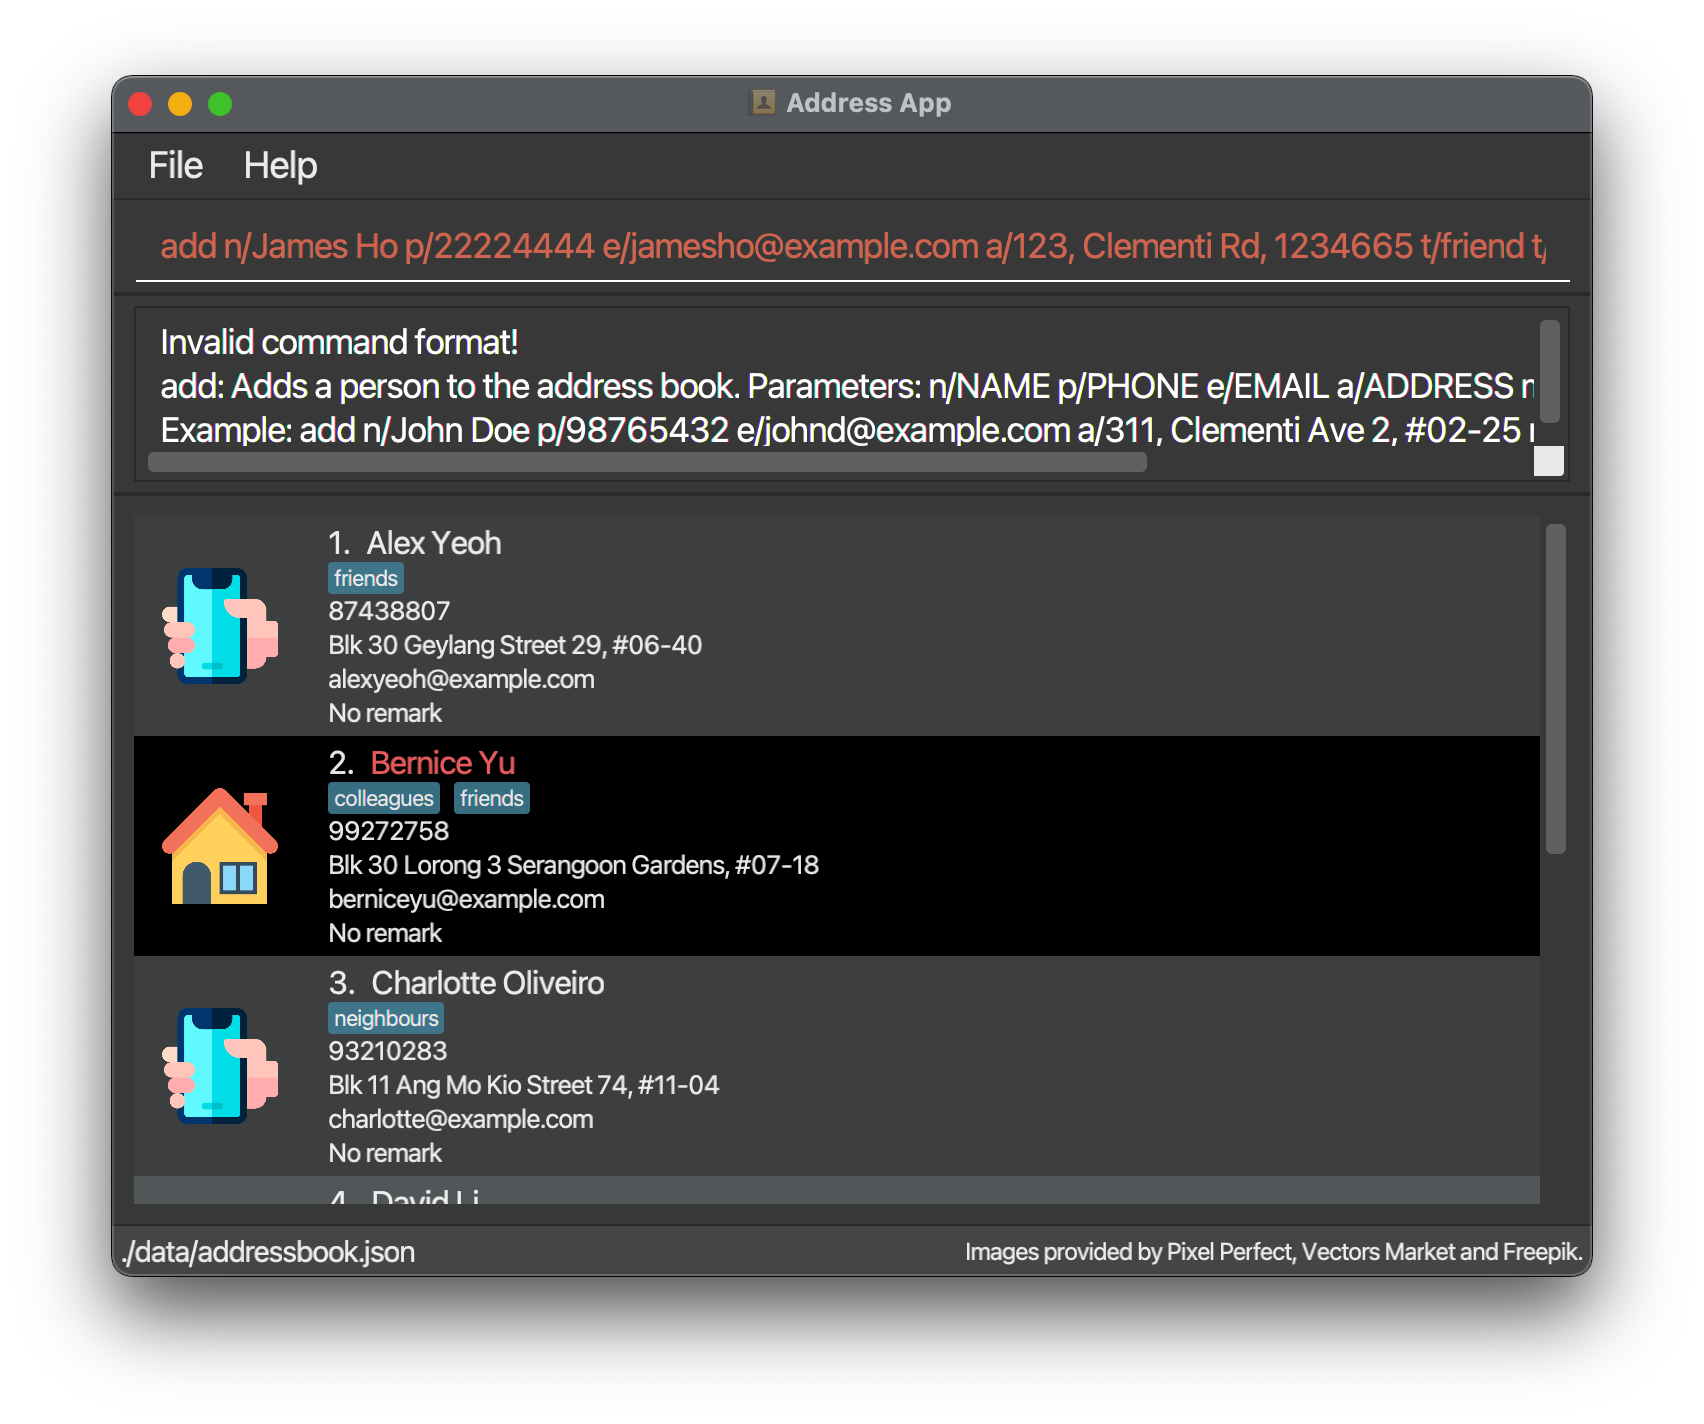 Address App
File Help
add n/James Ho p/22224444 e/jamesho@example.com a/123, Clementi Rd, 1234665 t/friend t/
Invalid command format!
add: Adds a person to the address book. Parameters: n/NAME p/PHONE e/EMAIL a/ADDRESS
Example: add n/John Doe p/98765432 e/johnd@example.com a/311, Clementi Ave 2, #02-25
1. Alex Yeoh
friends
87438807
Blk 30 Geylang Street 29, #06-40
alexyeoh@example.com
No remark
2. Bernice Yu
colleagues friends
99272758
Blk 30 Lorong 3 Serangoon Gardens, #07-18
berniceyu@example.com
No remark
3. Charlotte Oliveiro
neighbours
93210283
Blk 11 Ang Mo Kio Street 74, #11-04
charlotte@example.com
No remark
4. David Li
./data/addressbook.json
Images provided by Pixel Perfect, Vectors Market and Freepik.